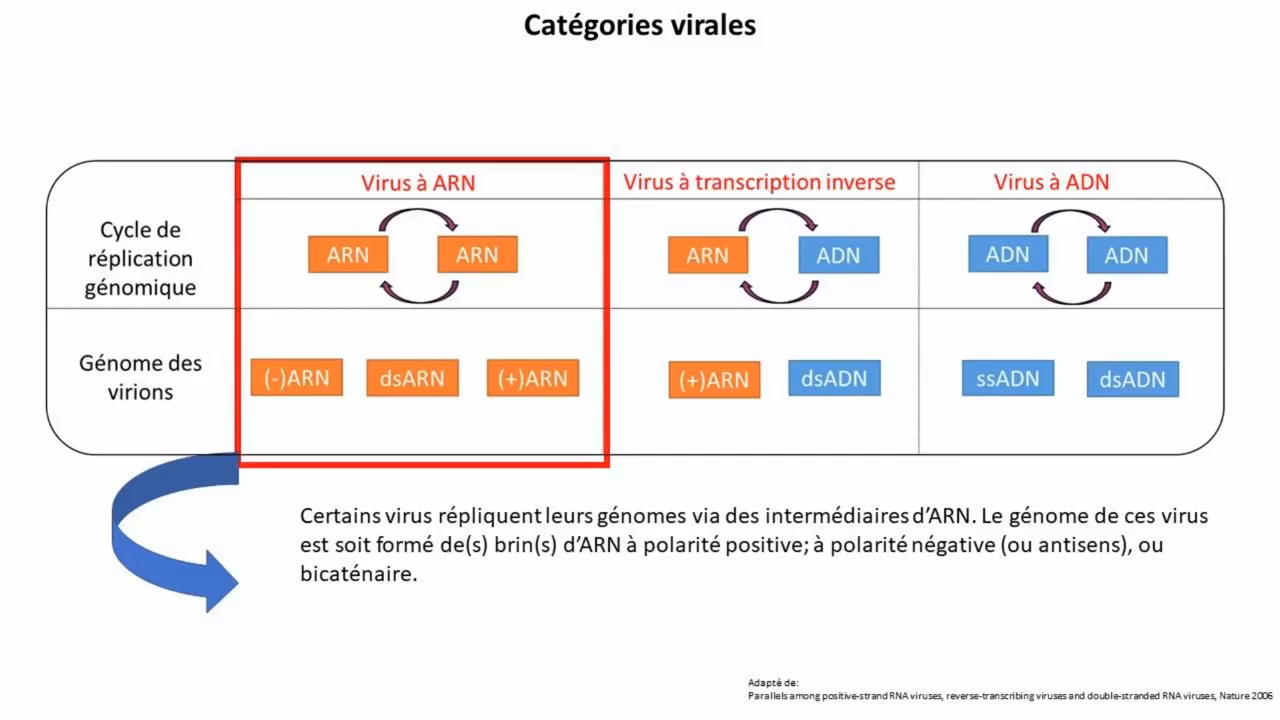 Catégories virales
Virus à ARN
Virus à transcription inverse
Virus à ADN
Cycle de
réplication
génomique
ARN
ARN
ARN
ADN
ADN
ADN
Génome des
virions
(-)ARN
dsARN
(+)ARN
(+)ARN
dsADN
ssADN
dsADN
Certains virus répliquent leurs génomes via des intermédiaires d’ARN. Le génome de ces virus
est soit formé de(s) brin(s) d’ARN à polarité positive; à polarité négative (ou antisens), ou
bicaténaire.
Adapté de:
Parallels among positive-strand RNA viruses, reverse-transcribing viruses and double-stranded RNA viruses, Nature 2006